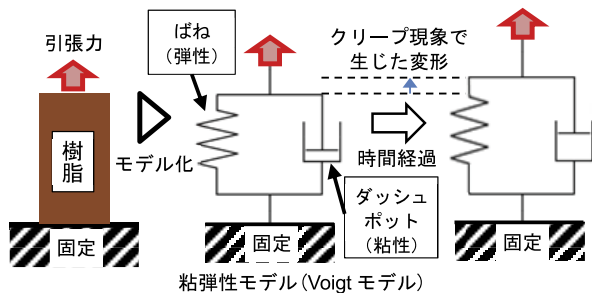 引張力
樹
脂
固定
モデル化
ばね
(弾性)
固定
ダッシュ
ポット
(粘性)
クリープ現象で
生じた変形
時間経過
固定
粘弾性モデル(Voigt モデル)